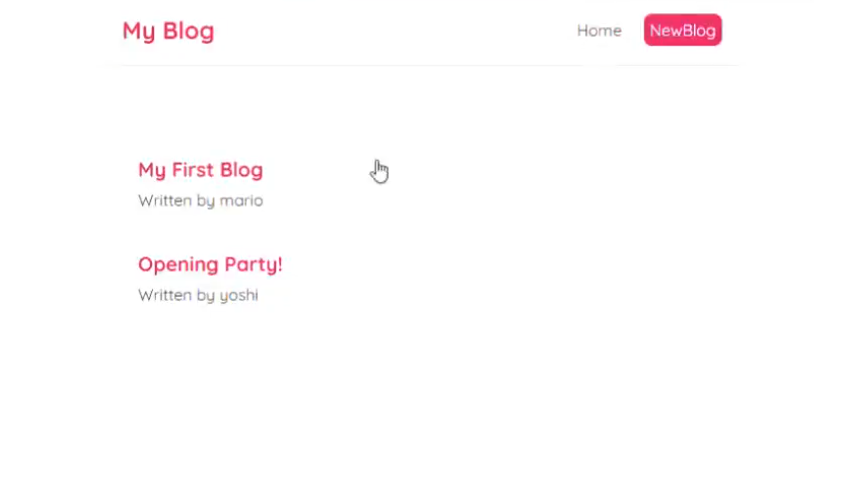 My Blog
Home
NewBlog
My First Blog
Written by mario
Opening Party!
Written by yoshi